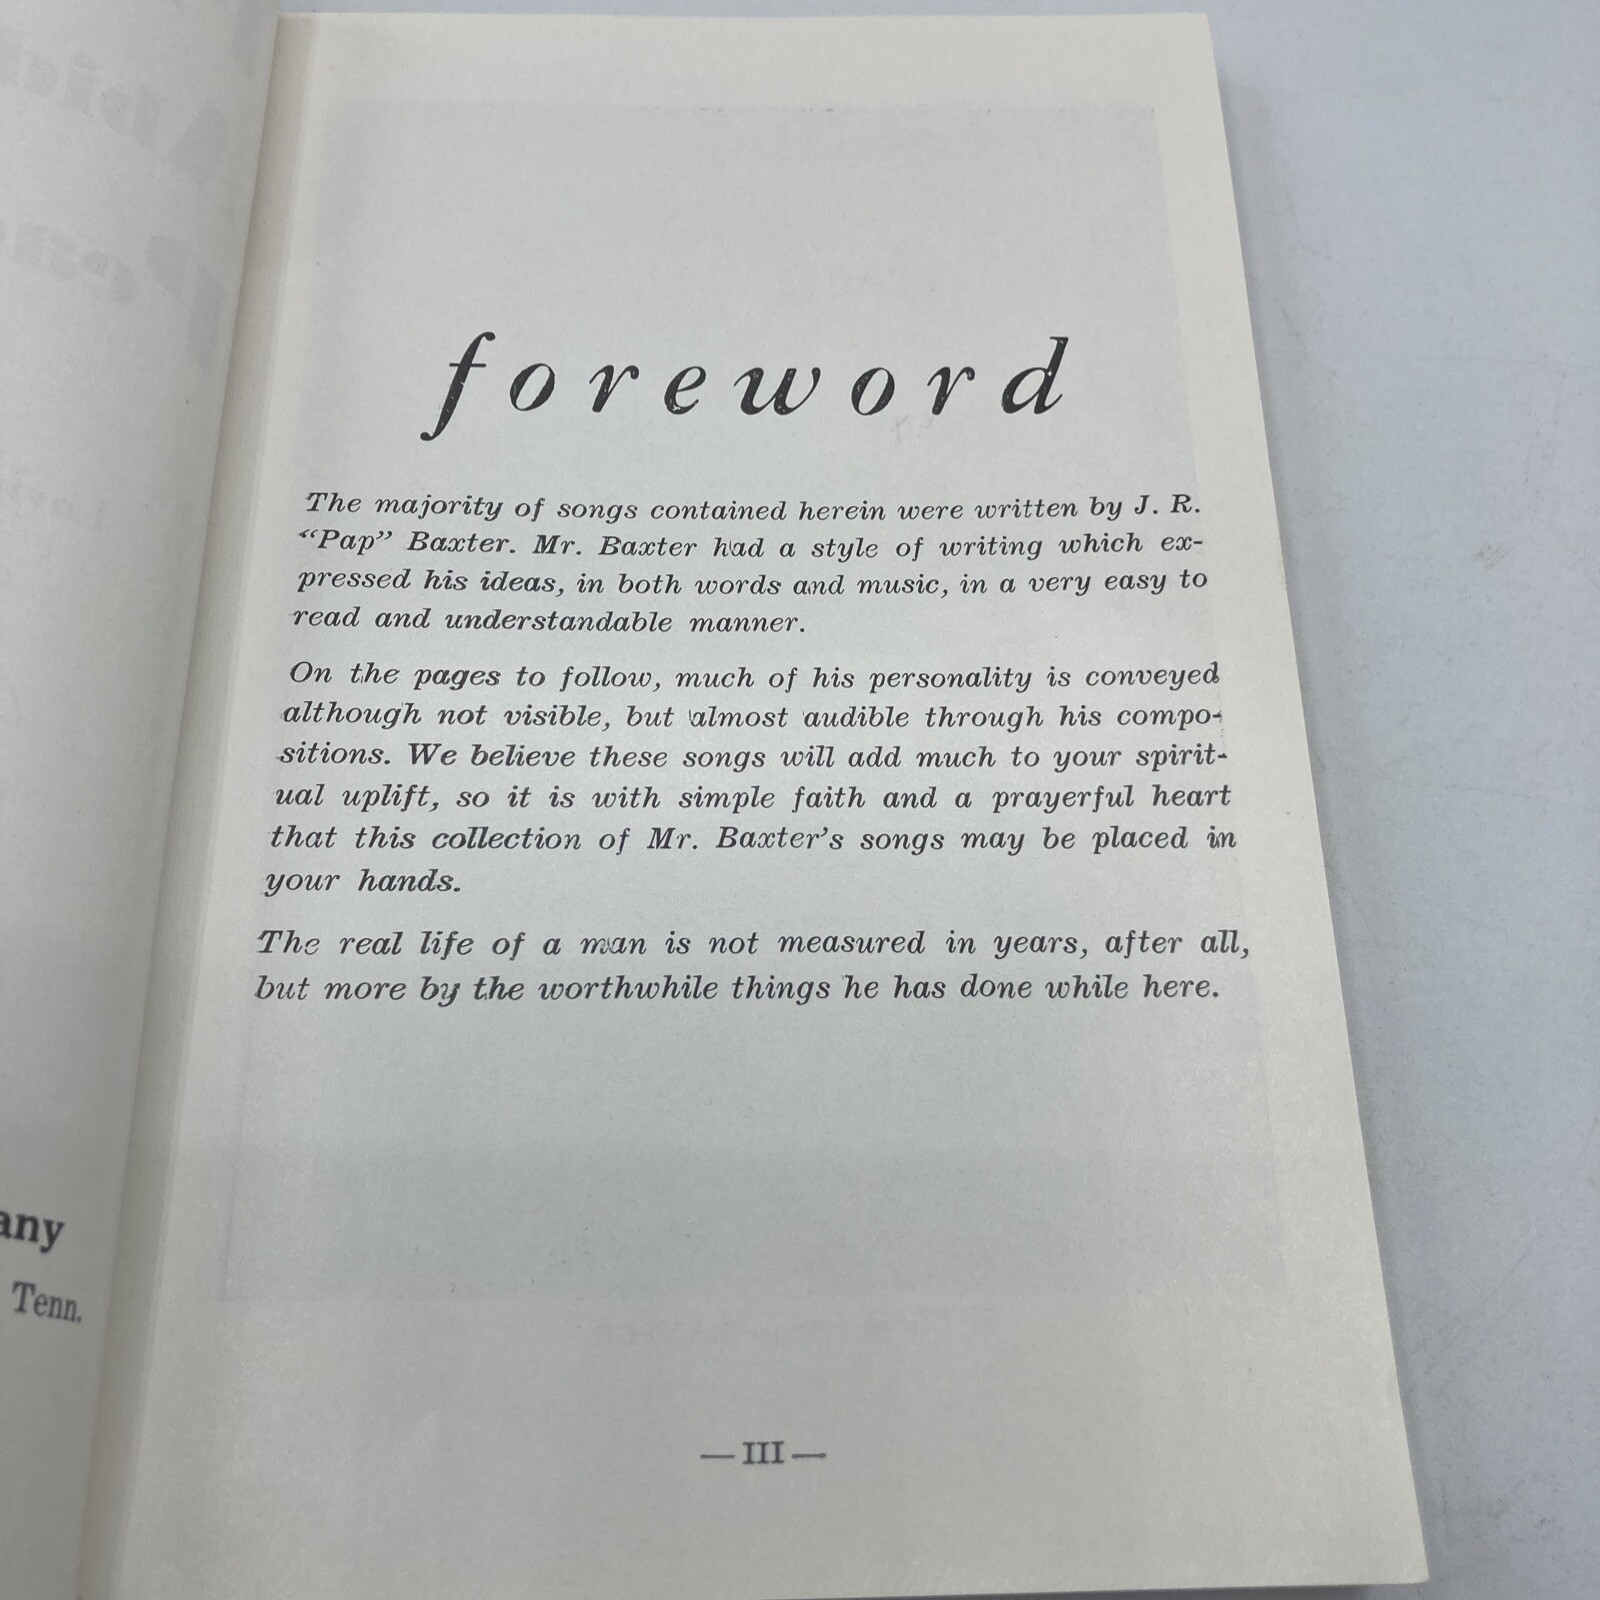 foreword
The majority of songs contained herein were written by J. R.
“Pap” Baxter. Mr. Baxter had a style of writing which ex-
pressed his ideas, in both words and music, in a very easy to
read and understandable manner.
On the pages to follow, much of his personality is conveyed
although not visible, but almost audible through his compo-
sitions. We believe these songs will add much to your spirit-
ual uplift, so it is with simple faith and a prayerful heart
that this collection of Mr. Baxter’s songs may be placed in
your hands.
The real life of a man is not measured in years, after all,
but more by the worthwhile things he has done while here.
— III —
any
Tenn.